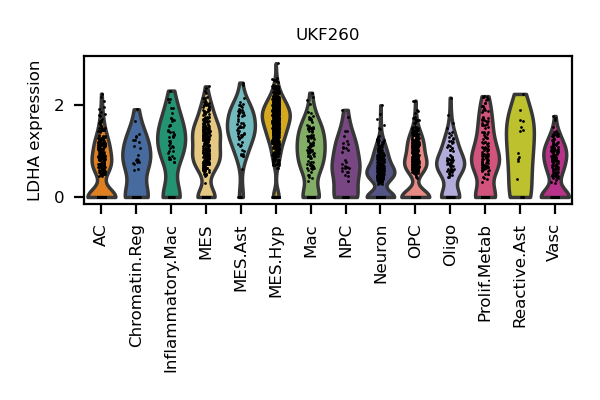 UKF260
LDHA expression
2
0
AC
Chromatin.Reg
Inflammatory.Mac
MES
MES.Ast
MES.Hyp
Mac
NPC
Neuron
OPC
Oligo
Prolif.Metab
Reactive.Ast
Vasc